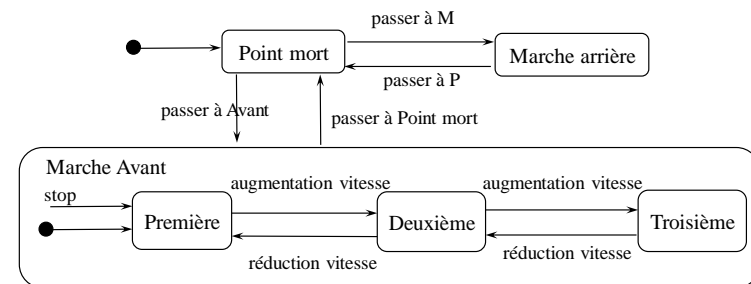 passer à M
Point mort
Marche arrière
passer à P
passer à Avant
passer à Point mort
Marche Avant
augmentation vitesse
augmentation vitesse
stop
Première
Deuxième
Troisième
réduction vitesse
réduction vitesse